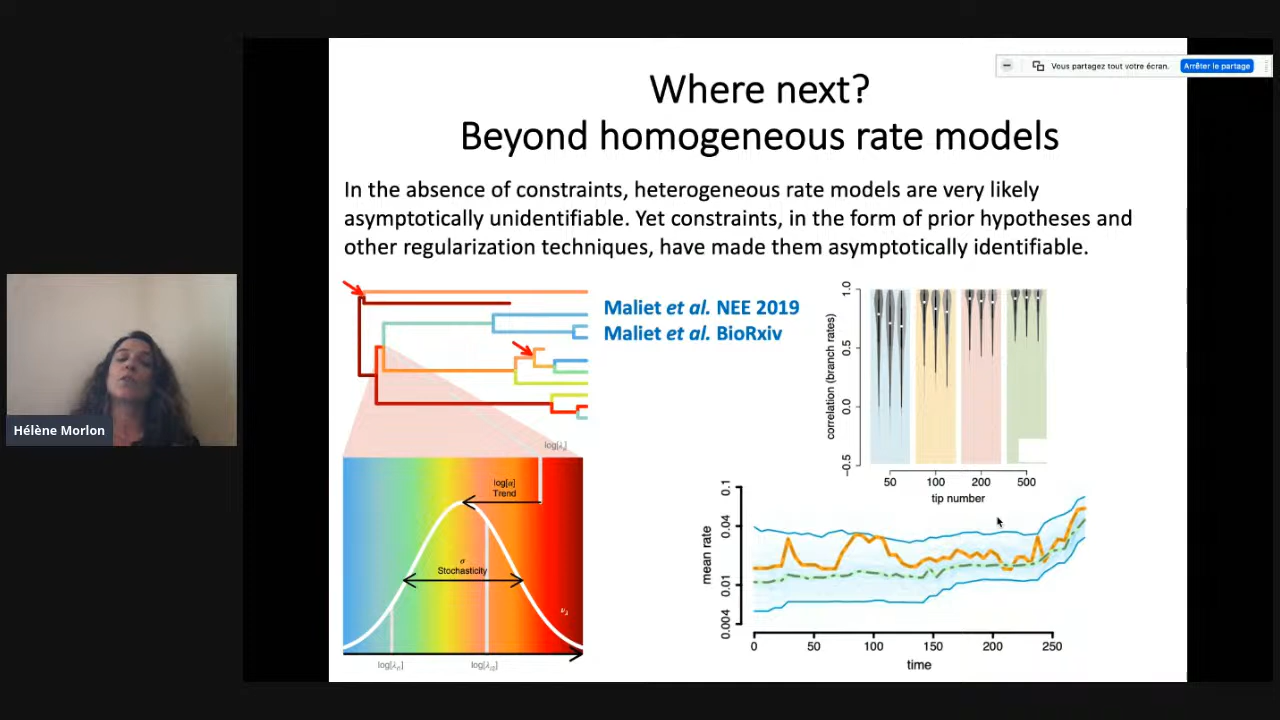 Vous partagez tout votre écran.
Arrêter le partage
Where next?
Beyond homogeneous rate models
In the absence of constraints, heterogeneous rate models are very likely
asymptotically unidentifiable. Yet constraints, in the form of prior hypotheses and
other regularization techniques, have made them asymptotically identifiable.
Maliet et al. NEE 2019
Maliet et al. BioRxiv
Hélène Morlon
log[α]
Trend
σ
Stochasticity
correlation (branch rates)
1.0
0.5
0.0
−0.5
50 100 200 500
tip number
mean rate
0.1
0.04
0.01
0.004
0 50 100 150 200 250
time